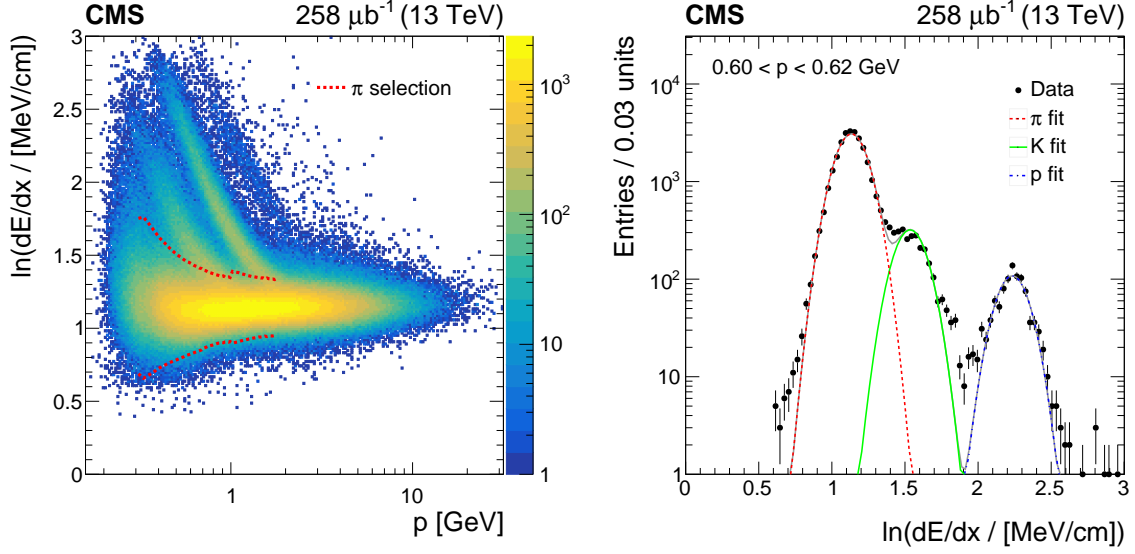 CMS 258 μb⁻¹ (13 TeV)
ln(dE/dx / [MeV/cm])
3
2.5
2
1.5
1
0.5
0
π selection
10³
10²
10
1
1 10
p [GeV]
CMS 258 μb⁻¹ (13 TeV)
Entries / 0.03 units
10⁴
10³
10²
10
1
0.60 < p < 0.62 GeV
Data
π fit
K fit
p fit
0 0.5 1 1.5 2 2.5 3
ln(dE/dx / [MeV/cm])